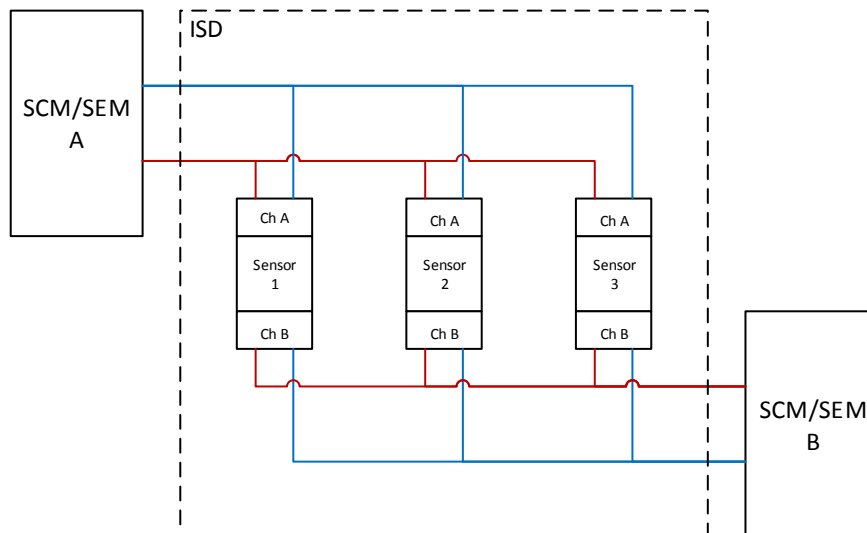 ISD
SCM/SEM
A
Ch A
Ch A
Ch A
Sensor
1
Sensor
2
Sensor
3
Ch B
Ch B
Ch B
SCM/SEM
B